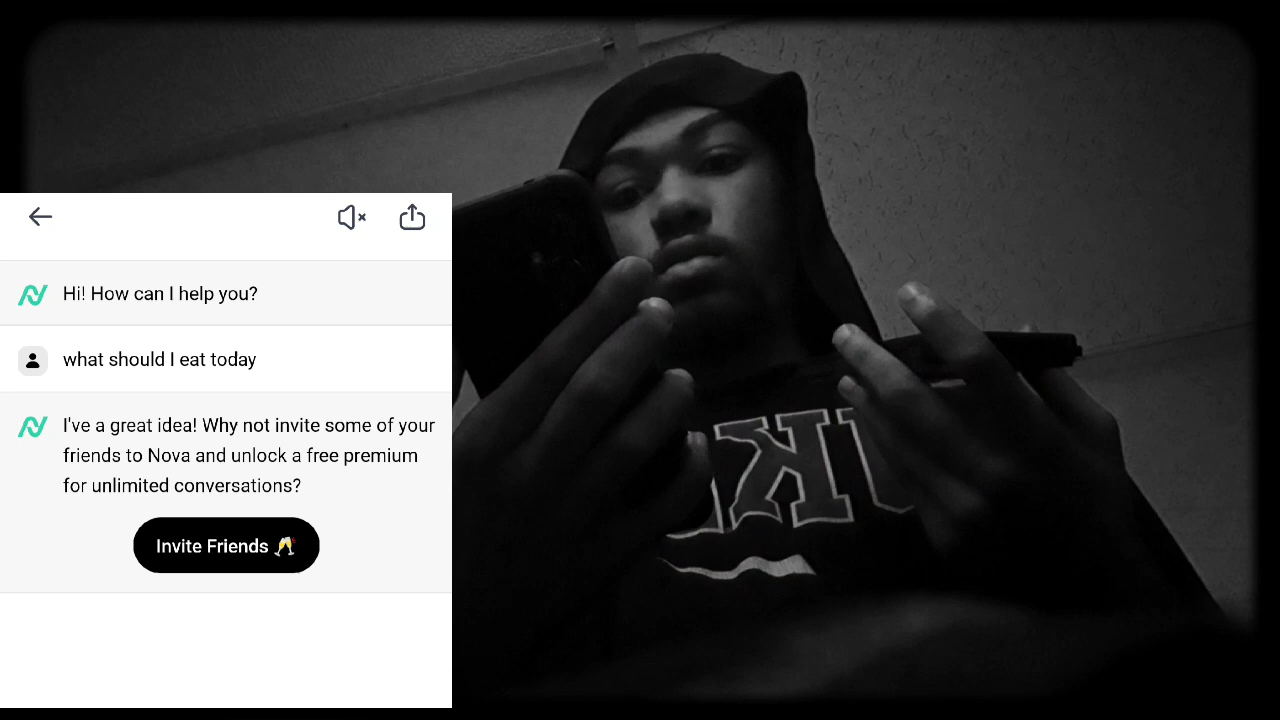 Hi! How can I help you?
what should I eat today
I've a great idea! Why not invite some of your
friends to Nova and unlock a free premium
for unlimited conversations?
Invite Friends 🥂